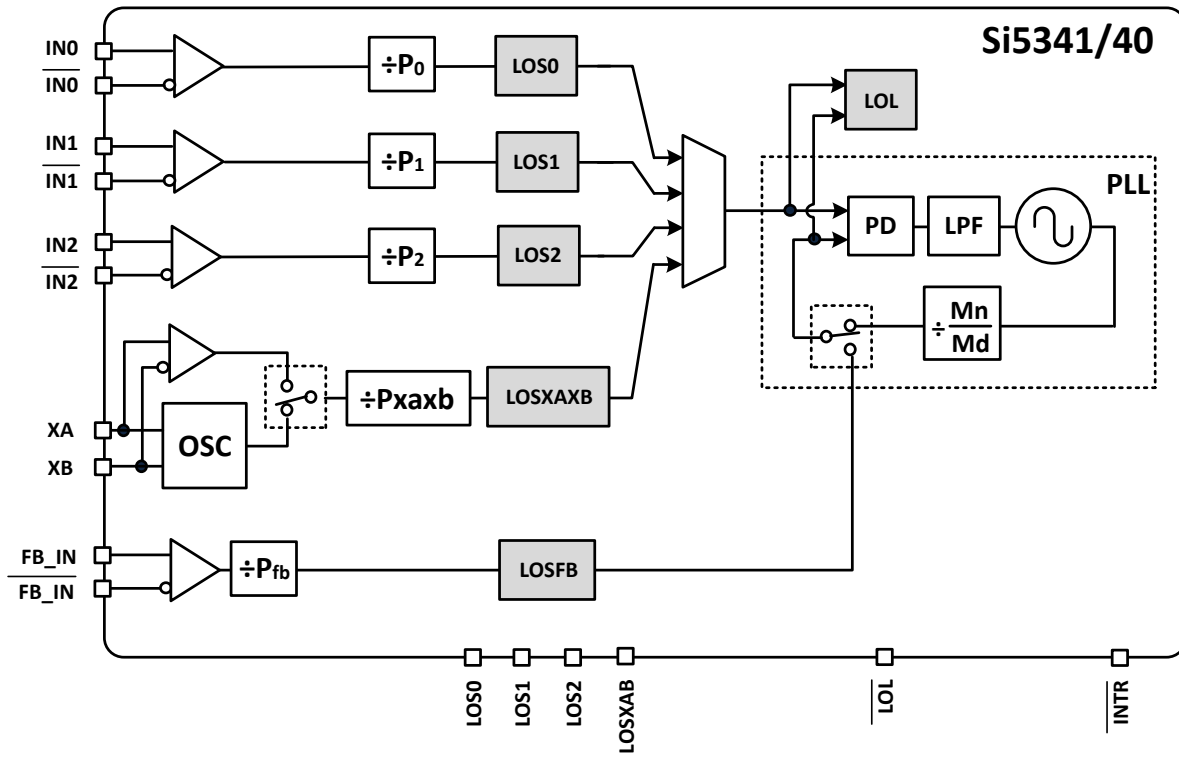 Si5341/40
IN0
IN0
÷P0
LOS0
LOL
IN1
IN1
÷P1
LOS1
PLL
IN2
IN2
÷P2
LOS2
PD
LPF
÷ Mn
Md
÷Pxaxb
LOSXAXB
XA
XB
OSC
FB_IN
FB_IN
÷Pfb
LOSFB
LOS0
LOS1
LOS2
LOSXAB
LOL
INTR